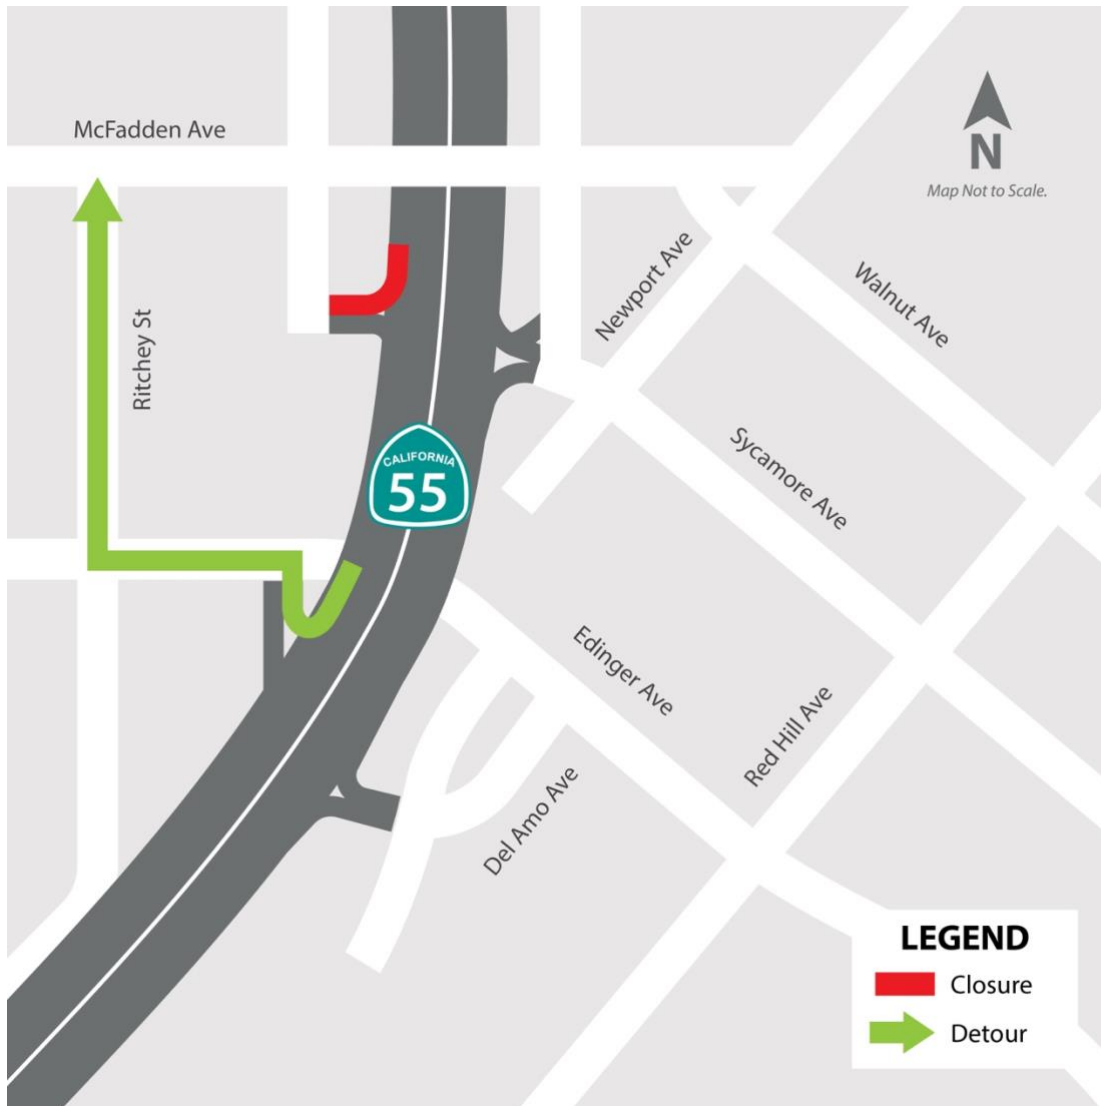 McFadden Ave
N
Map Not to Scale.
Newport Ave
Walnut Ave
Ritchey St
CALIFORNIA
55
Sycamore Ave
Edinger Ave
Red Hill Ave
Del Amo Ave
LEGEND
Closure
Detour